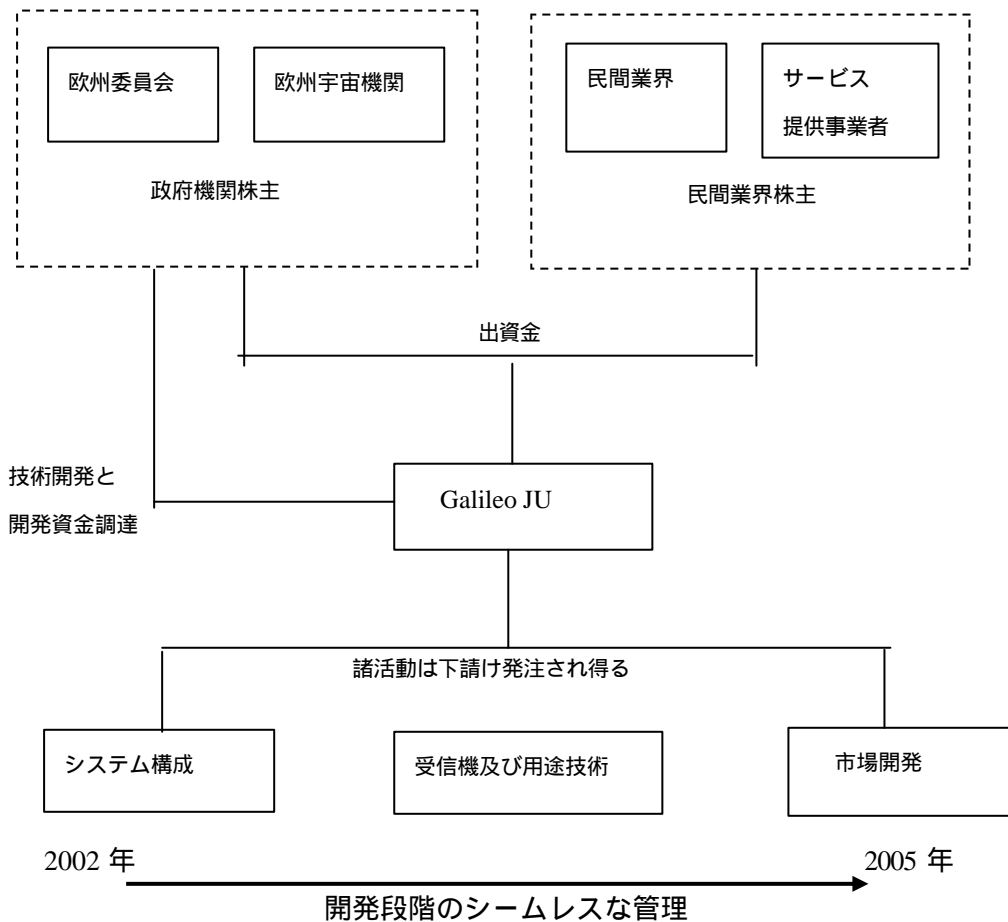 欧州委員会
欧州宇宙機関
政府機関株主
民間業界
サービス
提供事業者
民間業界株主
出資金
技術開発と
開発資金調達
Galileo JU
諸活動は下請け発注され得る
システム構成
受信機及び用途技術
市場開発
2002 年
2005 年
開発段階のシームレスな管理